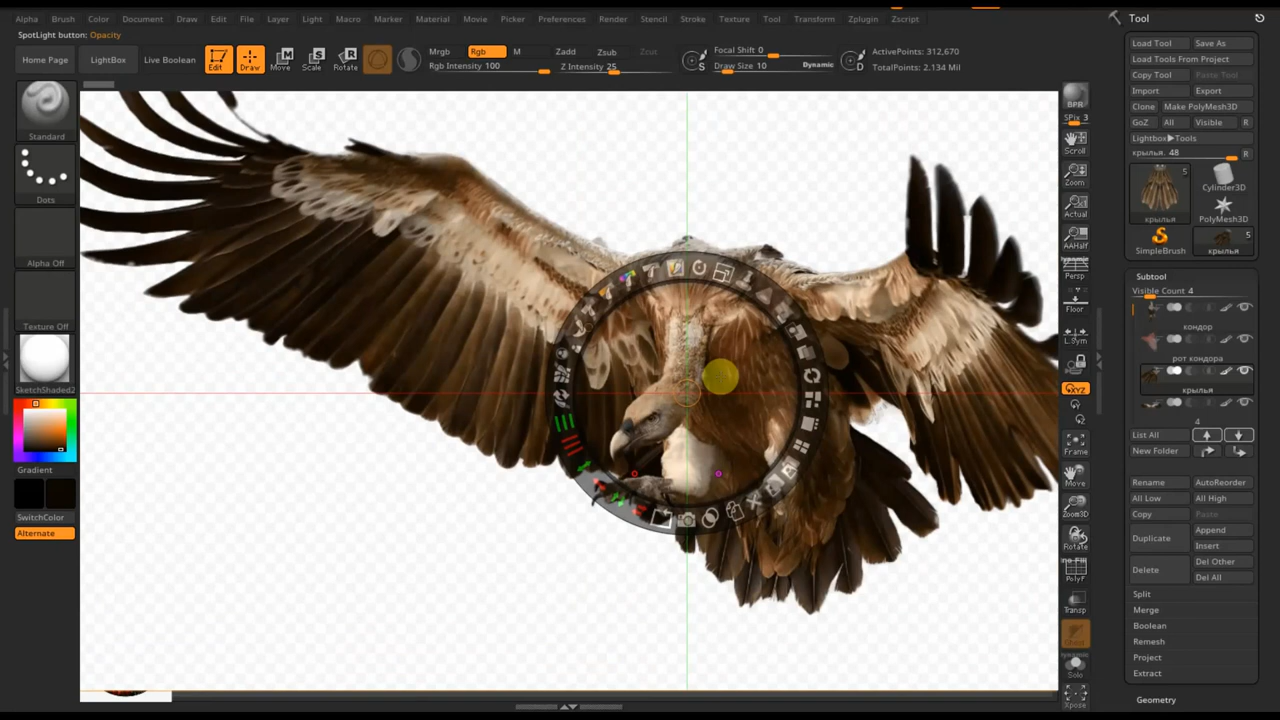 Alpha Brush Color Document Draw Edit File Layer Light Macro Marker Material Movie Picker Preferences Render Stencil Stroke Texture Tool Transform Zplugin Zscript
SpotLight button: Opacity
Home Page LightBox Live Boolean Edit Draw Move Scale Rotate
Mrgb Rgb M Zadd Zsub Zcut
Rgb Intensity 100 Z Intensity 25
Focal Shift 0
Draw Size 10 Dynamic
S D
ActivePoints: 312,670
TotalPoints: 2.134 Mil
Standard
Dots
Alpha Off
Texture Off
SketchShaded2
Gradient
SwitchColor
Alternate
BPR
SPix 3
Scroll
Zoom
Actual
AAHalf
dynamic
Persp
Floor
L.Sym
XYZ
Frame
Move
Zoom3D
Rotate
PolyF
Transp
Ghost
dynamic
Solo
Xpose
Tool
Load Tool Save As
Load Tools From Project
Copy Tool Paste Tool
Import Export
Clone Make PolyMesh3D
GoZ All Visible R
Lightbox▶Tools
крылья. 48 R
5
Cylinder3D
крылья PolyMesh3D
5
SimpleBrush крылья
Subtool
Visible Count 4
кондор
рот кондора
крылья
4
List All
New Folder
Rename AutoReorder
All Low All High
Copy Paste
Duplicate Append
Insert
Delete Del Other
Del All
Split
Merge
Boolean
Remesh
Project
Extract
Geometry